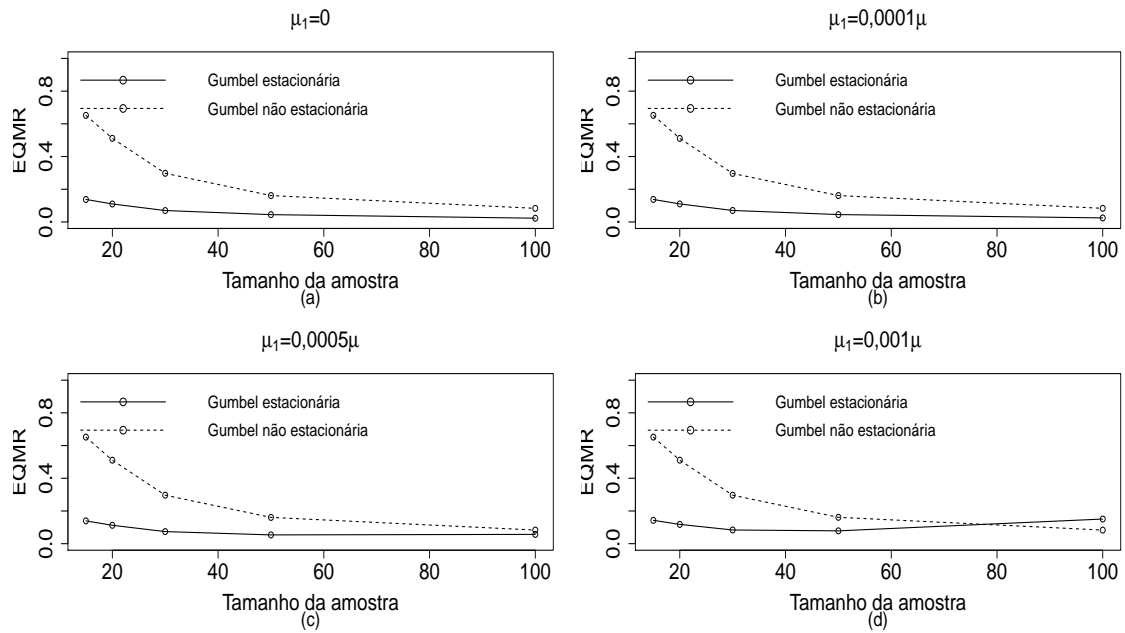 μ₁=0
Gumbel estacionária
Gumbel não estacionária
EQMR
0.0 0.4 0.8
20 40 60 80 100
Tamanho da amostra
(a)
μ₁=0,0001μ
Gumbel estacionária
Gumbel não estacionária
EQMR
0.0 0.4 0.8
20 40 60 80 100
Tamanho da amostra
(b)
μ₁=0,0005μ
Gumbel estacionária
Gumbel não estacionária
EQMR
0.0 0.4 0.8
20 40 60 80 100
Tamanho da amostra
(c)
μ₁=0,001μ
Gumbel estacionária
Gumbel não estacionária
EQMR
0.0 0.4 0.8
20 40 60 80 100
Tamanho da amostra
(d)